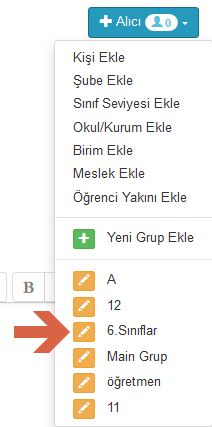 Alıcı 0
Kişi Ekle
Şube Ekle
Sınıf Seviyesi Ekle
Okul/Kurum Ekle
Birim Ekle
Meslek Ekle
Öğrenci Yakını Ekle
Yeni Grup Ekle
A
12
6.Sınıflar
Main Grup
öğretmen
11
B